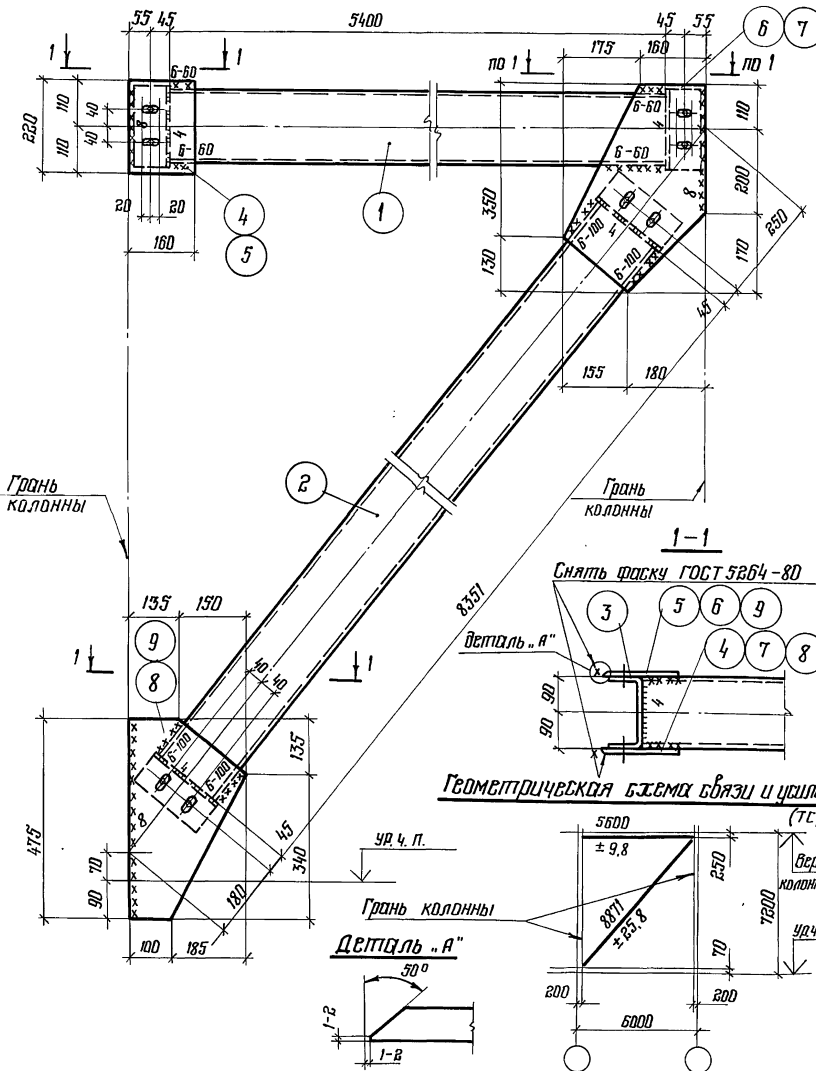 55 45 5400 45 55
6 7
1 1
175 160
по 1 по 1
6-60 6-60
220 110 110 40 40
8 4
6-60 6-60
4 8
110 200 170
20 20
4
5
1
160
350 130
4
6-100 6-100
250
45
155 180
2
Грань
колонны
Грань
колонны
8351
1-1
Снять фаску ГОСТ 5264-80
3 5 6 9
деталь „А"
4 7 8
90 90
4
135 150
9
8
1 1
40 40
6-100 6-100
4
8
135 340
475
70 90
45
180
ур. ч. п.
100 185
Геометрическая схема связи и усил
(тс
5600
± 9,8
8871
± 25,8
250
7200
70
Вер
колонн
ур.ч
200 200
6000
Грань колонны
Деталь „А"
50°
1-2
1-2